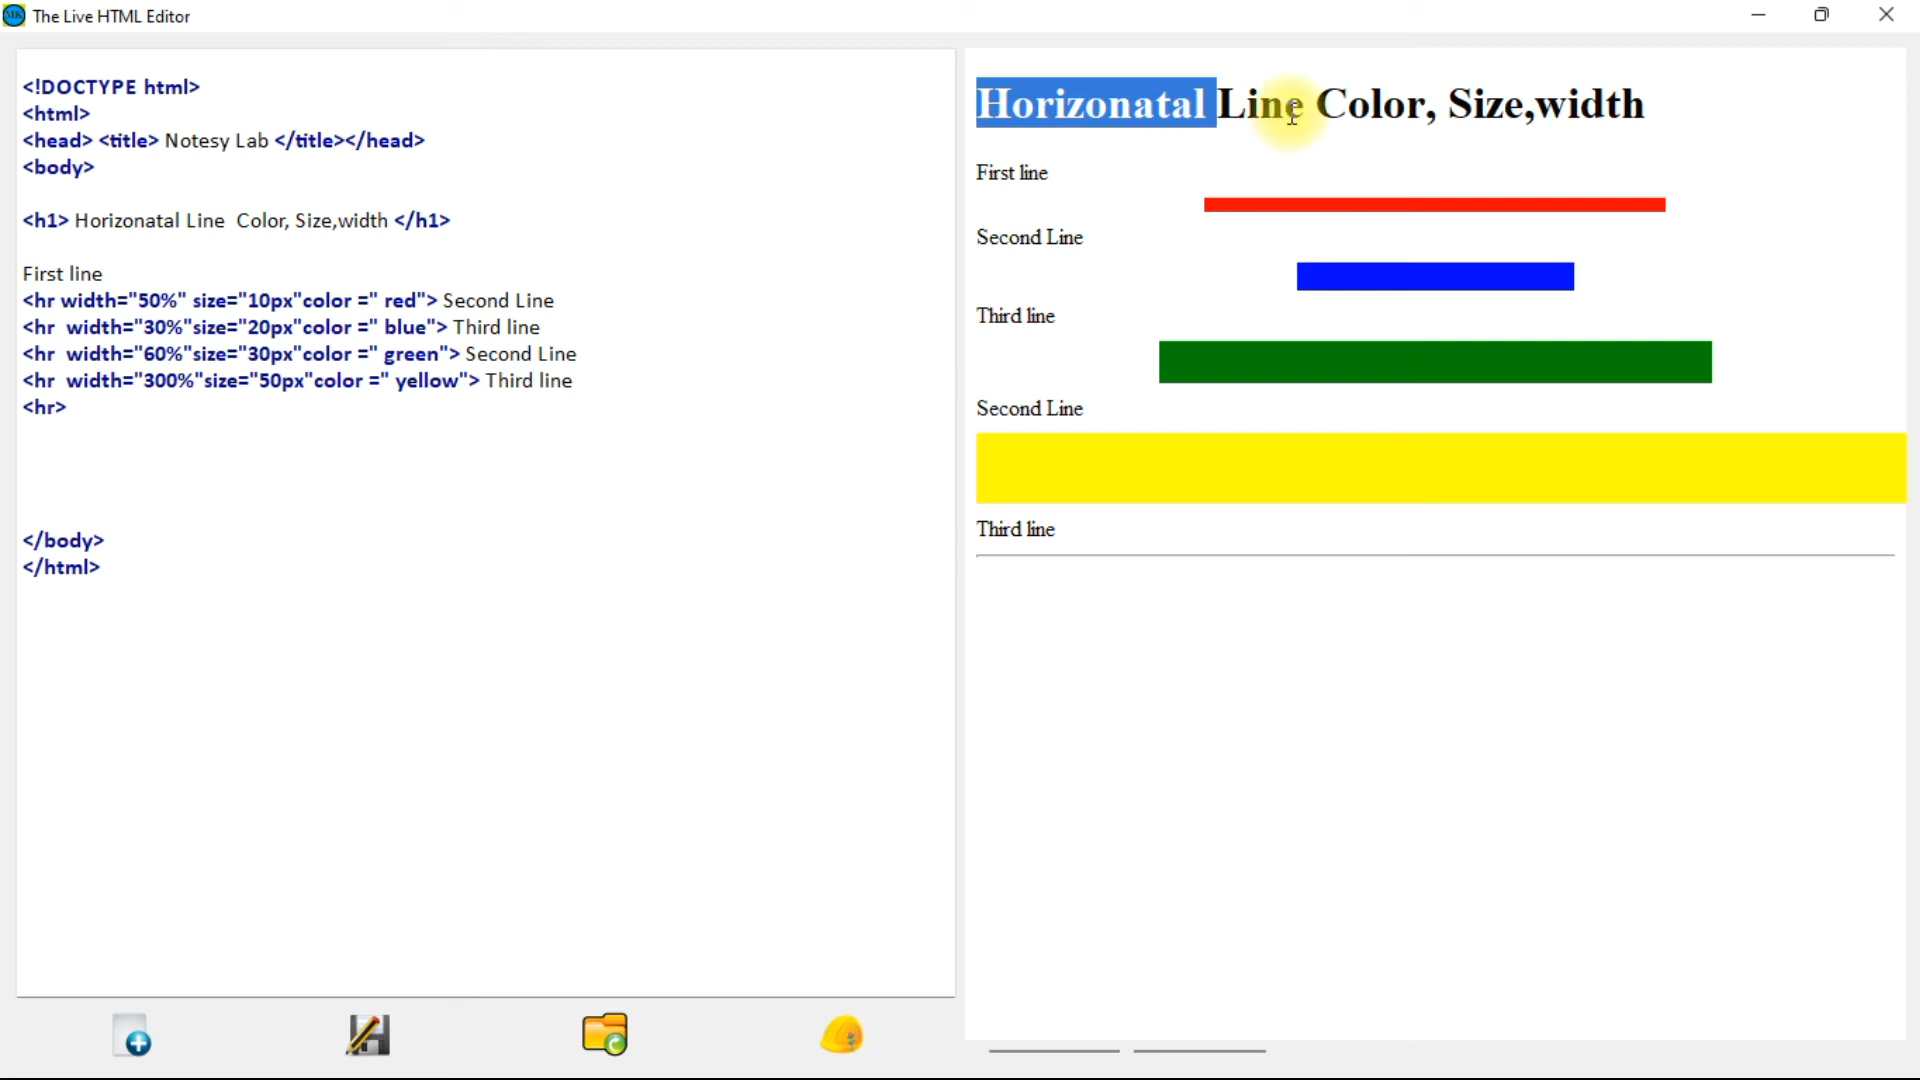 The Live HTML Editor
<!DOCTYPE html>
<html>
<head> <title> Notesy Lab </title></head>
<body>
<h1> Horizonatal Line  Color, Size,width </h1>
First line
<hr width="50%" size="10px"color =" red"> Second Line
<hr  width="30%"size="20px"color =" blue"> Third line
<hr  width="60%"size="30px"color =" green"> Second Line
<hr  width="300%"size="50px"color =" yellow"> Third line
<hr>
</body>
</html>
Horizonatal Line Color, Size,width
First line
Second Line
Third line
Second Line
Third line